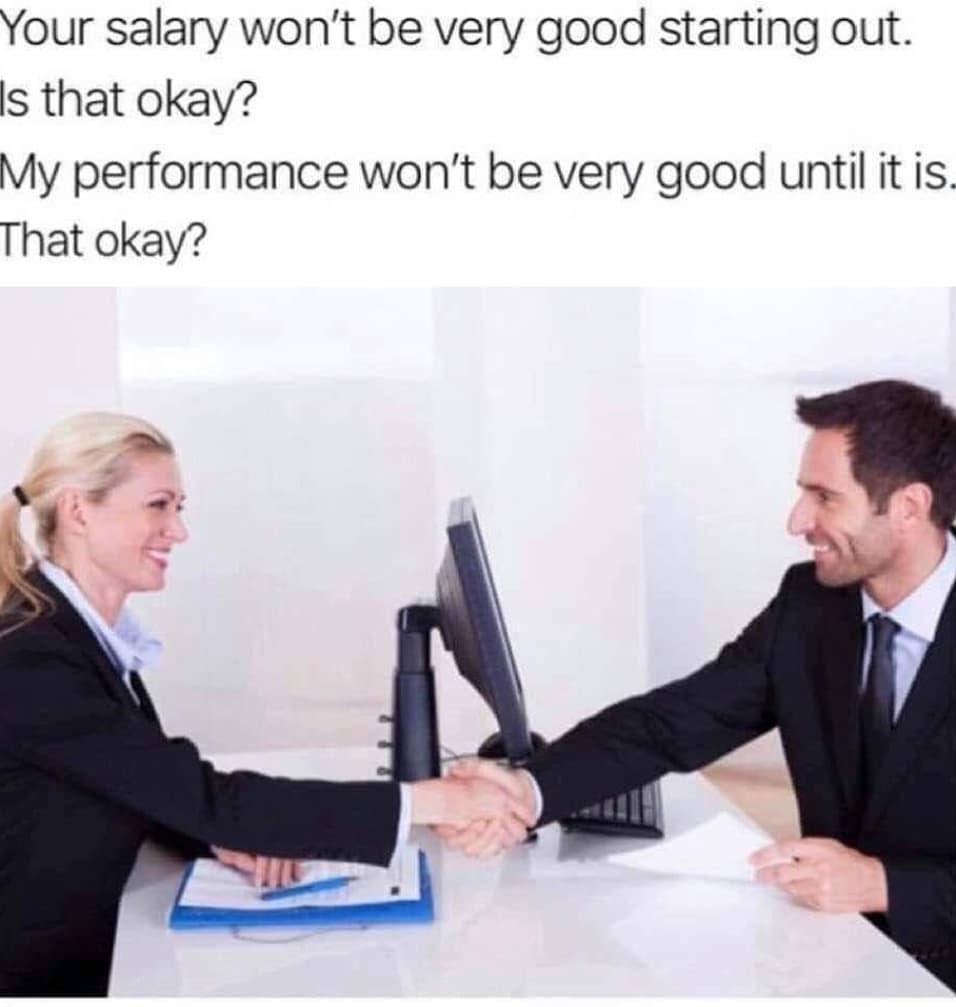 Your salary won't be very good starting out.
Is that okay?
My performance won't be very good until it is.
That okay?